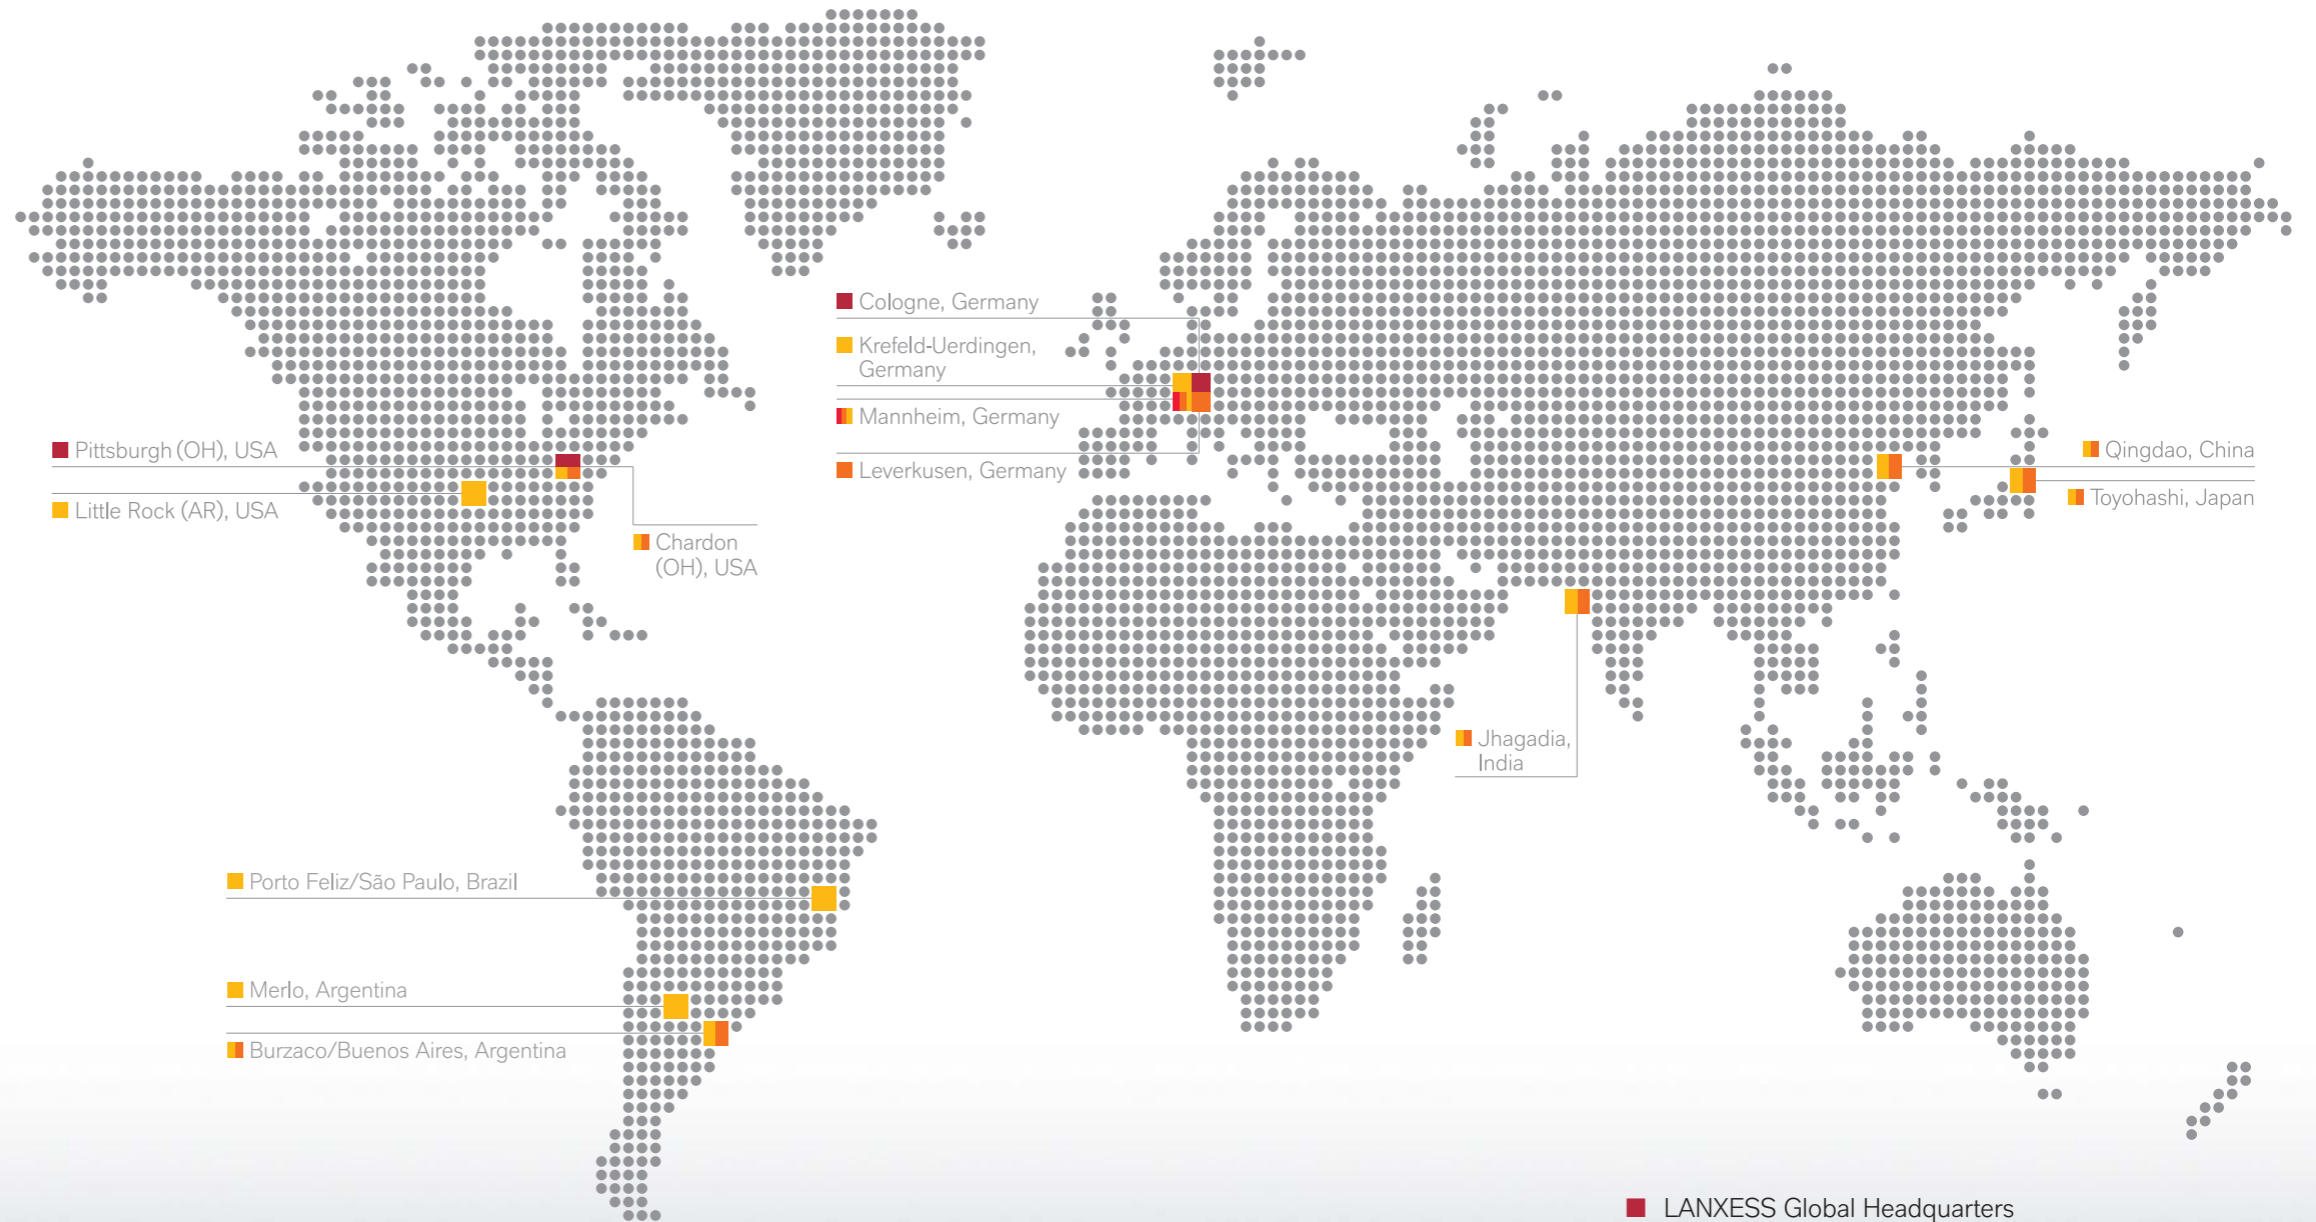 Cologne, Germany
Krefeld-Uerdingen,
Germany
Mannheim, Germany
Leverkusen, Germany
Pittsburgh (OH), USA
Little Rock (AR), USA
Chardon
(OH), USA
Qingdao, China
Toyohashi, Japan
Jhagadia,
India
Porto Feliz/São Paulo, Brazil
Merlo, Argentina
Burzaco/Buenos Aires, Argentina
LANXESS Global Headquarters